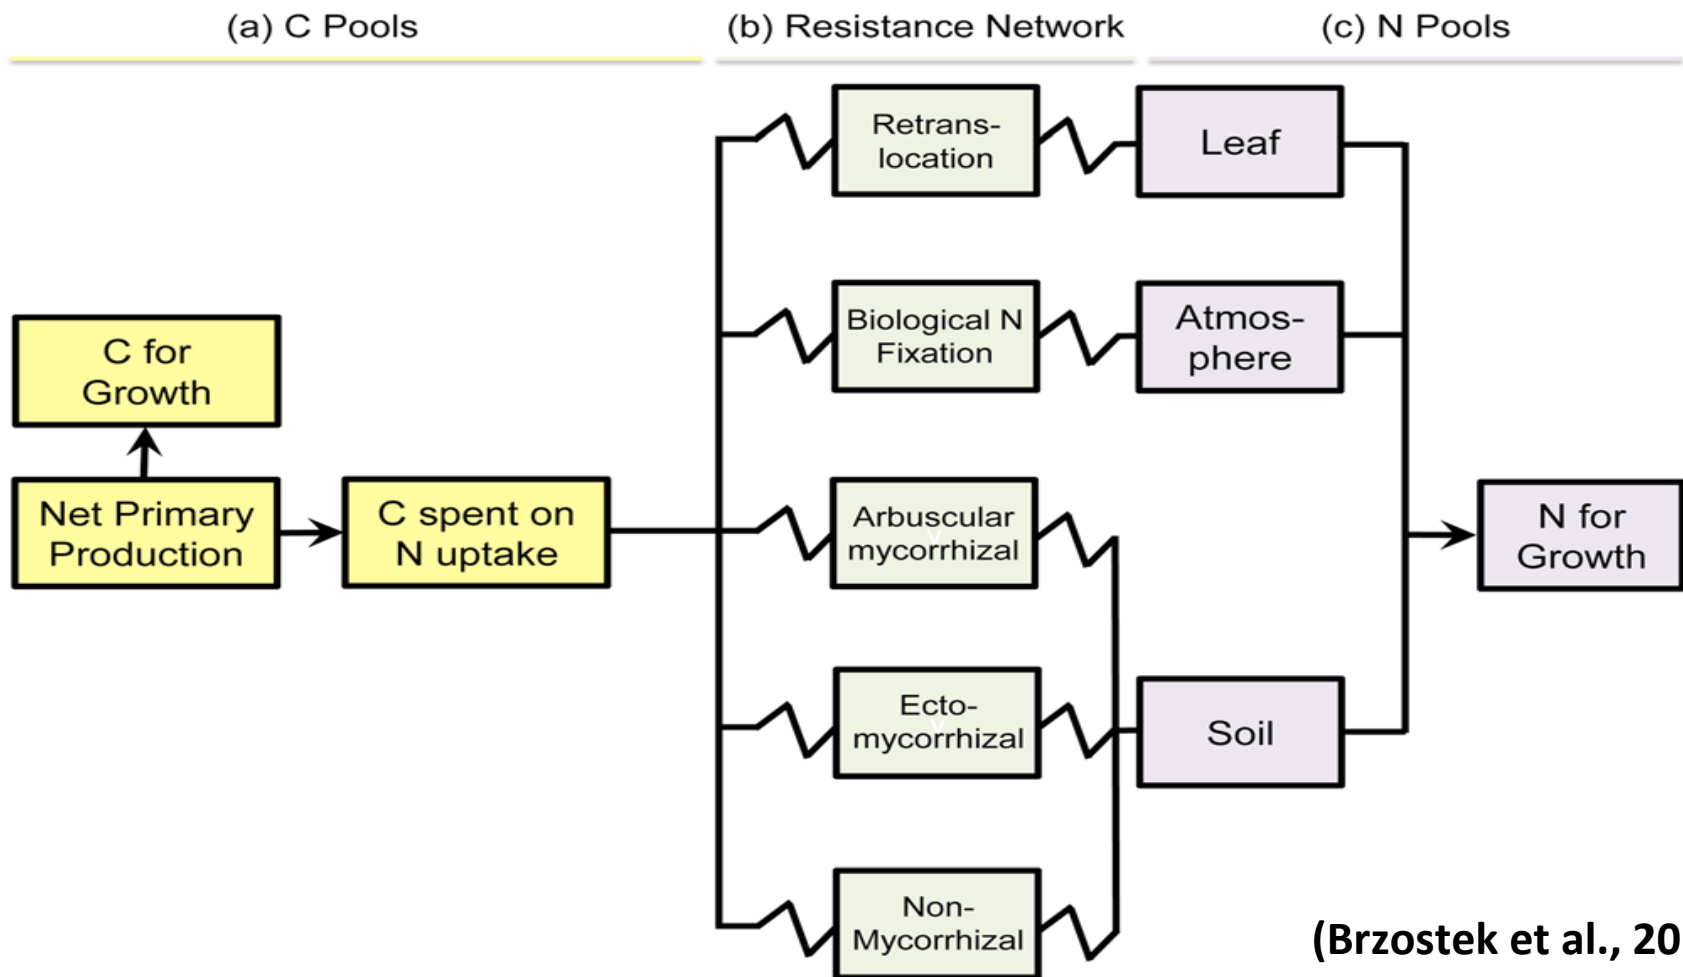 (a) C Pools
(b) Resistance Network
(c) N Pools
Retrans-
location
Leaf
Biological N
Fixation
Atmos-
phere
C for
Growth
Net Primary
Production
C spent on
N uptake
Arbuscular
mycorrhizal
N for
Growth
Ecto-
mycorrhizal
Soil
Non-
Mycorrhizal
(Brzostek et al., 20